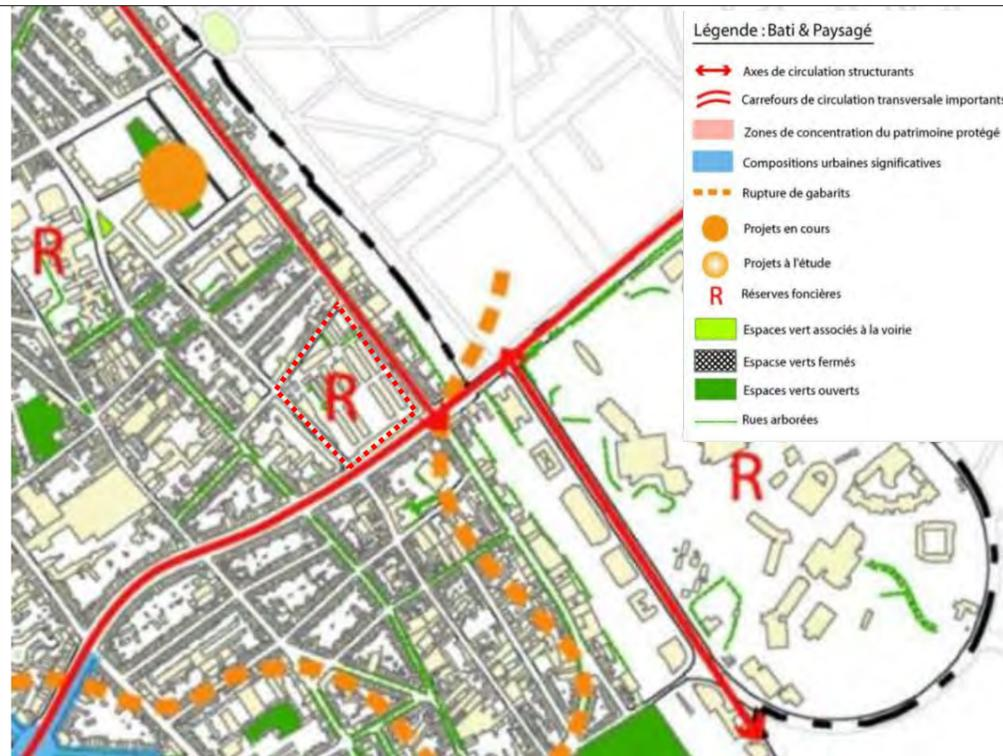 Légende : Bati & Paysagé
Axes de circulation structurants
Carrefours de circulation transversale importants
Zones de concentration du patrimoine protégé
Compositions urbaines significatives
Rupture de gabarits
Projets en cours
Projets à l'étude
R Réserves foncières
Espaces vert associés à la voirie
Espacse verts fermés
Espaces verts ouverts
Rues arborées
R
R
R